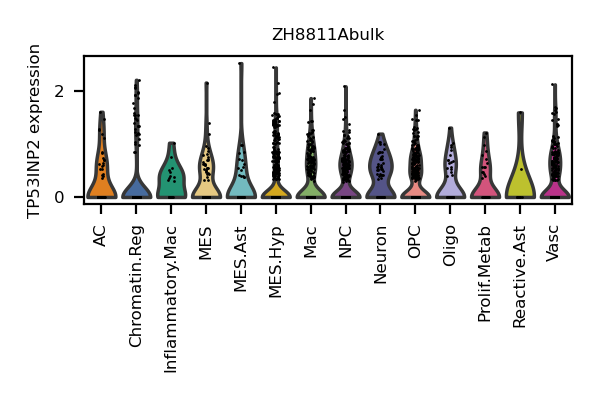 ZH8811Abulk
TP53INP2 expression
2
0
AC
Chromatin.Reg
Inflammatory.Mac
MES
MES.Ast
MES.Hyp
Mac
NPC
Neuron
OPC
Oligo
Prolif.Metab
Reactive.Ast
Vasc